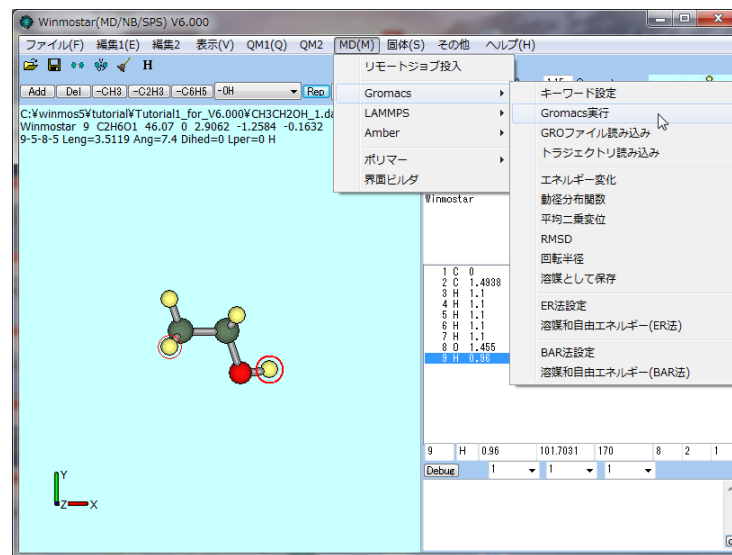 Winmostar(MD/NB/SPS) V6.000
ファイル(F) 編集1(E) 編集2 表示(V) QM1(Q) QM2 MD(M) 固体(S) その他 ヘルプ(H)
H
Add Del -CH3 -C2H3 -C6H5 -OH Rep
C:¥winmos5¥tutorial¥Tutorial1_for_V6.000¥CH3CH2OH_1.da
Winmostar 9 C2H6O1 46.07 0 2.9062 -1.2584 -0.1632
9-5-8-5 Leng=3.5119 Ang=7.4 Dihed=0 Lper=0 H
リモートジョブ投入
Gromacs
LAMMPS
Amber
ポリマー
界面ビルダ
キーワード設定
Gromacs実行
GROファイル読み込み
トラジェクトリ読み込み
エネルギー変化
動径分布関数
平均二乗変位
RMSD
回転半径
溶媒として保存
ER法設定
溶媒和自由エネルギー(ER法)
BAR法設定
溶媒和自由エネルギー(BAR法)
Winmostar
1 C 0
2 C 1.4938
3 H 1.1
4 H 1.1
5 H 1.1
6 H 1.1
7 H 1.1
8 O 1.455
9 H 0.96
9 H 0.96 101.7031 170 8 2 1
Debug 1 1 1
Y
Z X